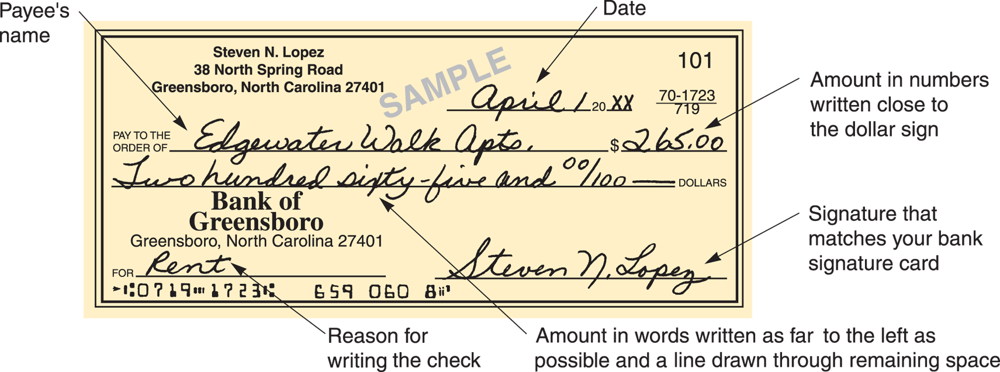 Payee's
name
Date
Steven N. Lopez
38 North Spring Road
Greensboro, North Carolina 27401
SAMPLE
101
April 1 20 XX
70-1723
719
Amount in numbers
written close to
the dollar sign
PAY TO THE
ORDER OF Edgewater Walk Apts. $ 265.00
Two hundred sixty-five and 00/100 DOLLARS
Bank of
Greensboro
Greensboro, North Carolina 27401
Signature that
matches your bank
signature card
FOR Rent Steven N. Lopez
0719 1723 659 060 8
Reason for
writing the check
Amount in words written as far to the left as
possible and a line drawn through remaining space